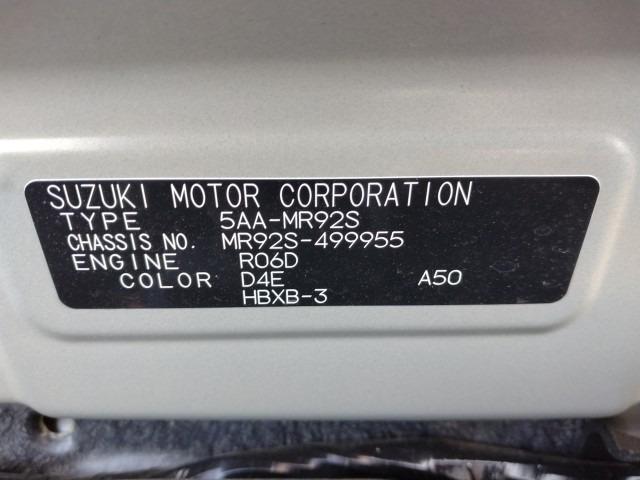 SUZUKI MOTOR CORPORATION
TYPE 5AA-MR92S
CHASSIS NO. MR92S-499955
ENGINE R06D
COLOR D4E A50
HBXB-3